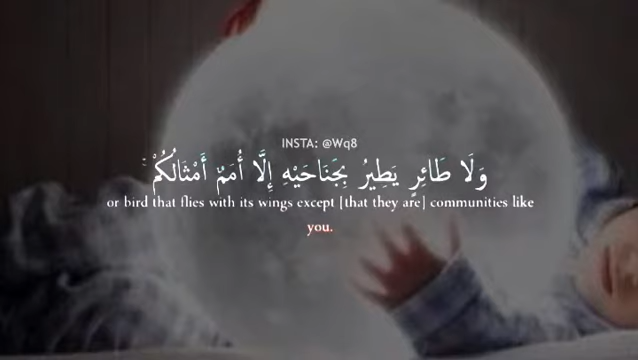 INSTA: @Wq8
وَلَا طَائِرٍ يَطِيرُ بِجَنَاحَيْهِ إِلَّا أُمَمٌ أَمْثَالُكُمْ ۚ
or bird that flies with its wings except [that they are] communities like
you.